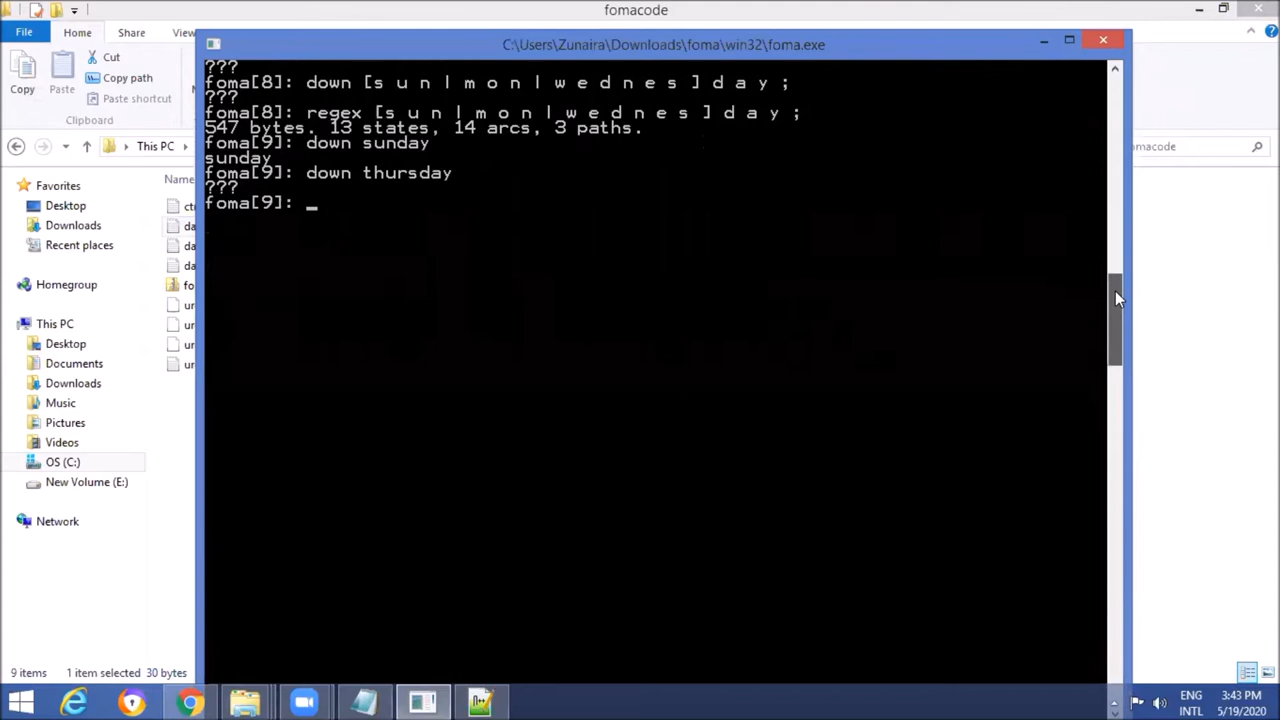 fomacode
File
Home
Share
View
C:\Users\Zunaira\Downloads\foma\win32\foma.exe
Copy
Paste
Cut
Copy path
Paste shortcut
Clipboard
???
foma[8]: down [s u n | m o n | w e d n e s ] d a y ;
???
foma[8]: regex [s u n | m o n | w e d n e s ] d a y ;
547 bytes. 13 states, 14 arcs, 3 paths.
foma[9]: down sunday
sunday
foma[9]: down thursday
???
foma[9]: _
This PC
omacode
Name
Favorites
Desktop
Downloads
Recent places
Homegroup
This PC
Desktop
Documents
Downloads
Music
Pictures
Videos
OS (C:)
New Volume (E:)
Network
9 items
1 item selected
30 bytes
ENG
INTL
3:43 PM
5/19/2020